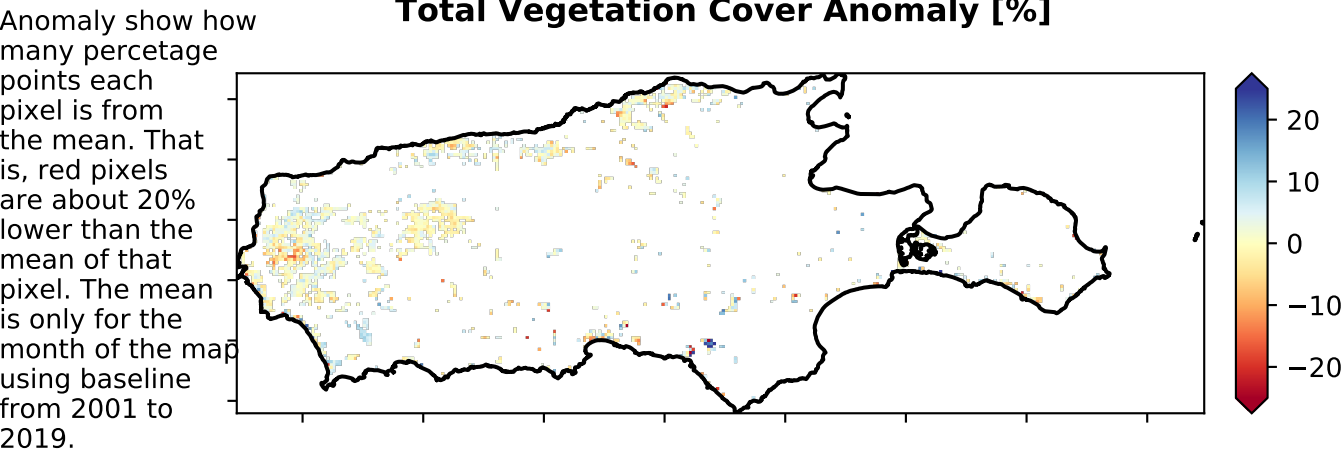 Total Vegetation Cover Anomaly [%]
Anomaly show how
many percetage
points each
pixel is from
the mean. That
is, red pixels
are about 20%
lower than the
mean of that
pixel. The mean
is only for the
month of the map
using baseline
from 2001 to
2019.
20
10
0
−10
−20